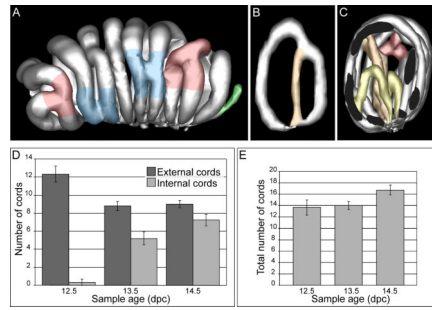 A
B
C
D
14
12
10
8
6
4
2
0
Number of cords
External cords
Internal cords
12.5
13.5
14.5
Sample age (dpc)
E
20
18
16
14
12
10
8
6
4
2
0
Total number of cords
12.5
13.5
14.5
Sample age (dpc)